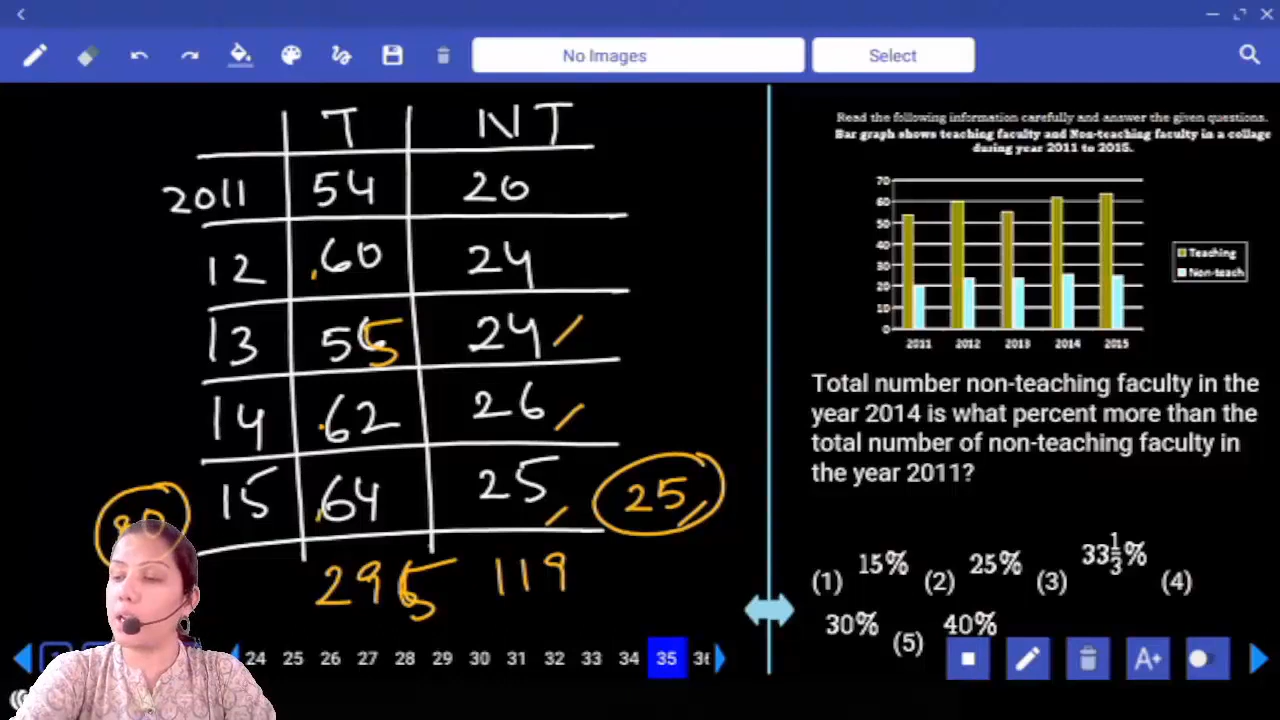 No Images
Select
T NT
2011 54 20
12 60 24
13 55 24
14 62 26
15 64 25
25
295 119
Read the following information carefully and answer the given questions.
Bar graph shows teaching faculty and Non-teaching faculty in a collage
during year 2011 to 2015.
70
60
50
40
30
20
10
0
2011 2012 2013 2014 2015
Teaching
Non-teach
Total number non-teaching faculty in the
year 2014 is what percent more than the
total number of non-teaching faculty in
the year 2011?
(1) 15% (2) 25% (3) 33 1/3% (4)
30% (5) 40%
24 25 26 27 28 29 30 31 32 33 34 35
A+